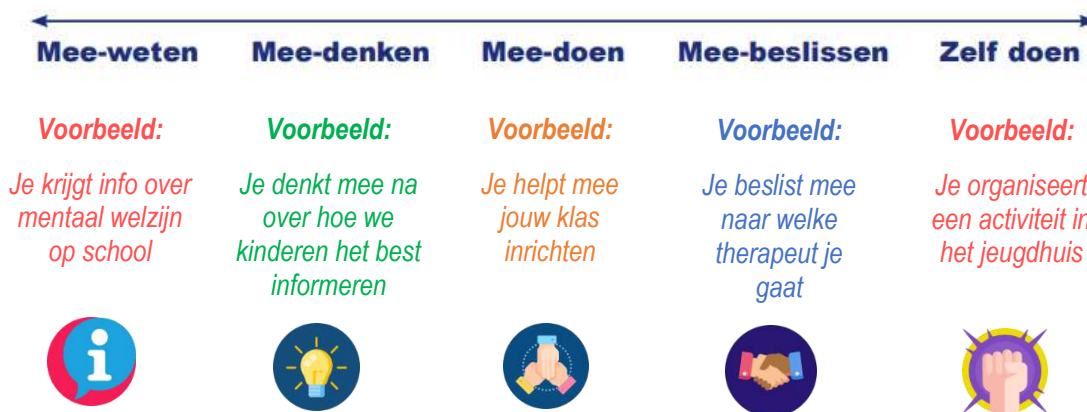 Mee-weten
Mee-denken
Mee-doen
Mee-beslissen
Zelf doen
Voorbeeld:
Je krijgt info over
mentaal welzijn
op school
Voorbeeld:
Je denkt mee na
over hoe we
kinderen het best
informeren
Voorbeeld:
Je helpt mee
jouw klas
inrichten
Voorbeeld:
Je beslist mee
naar welke
therapeut je
gaat
Voorbeeld:
Je organiseert
een activiteit in
het jeugdhuis
i